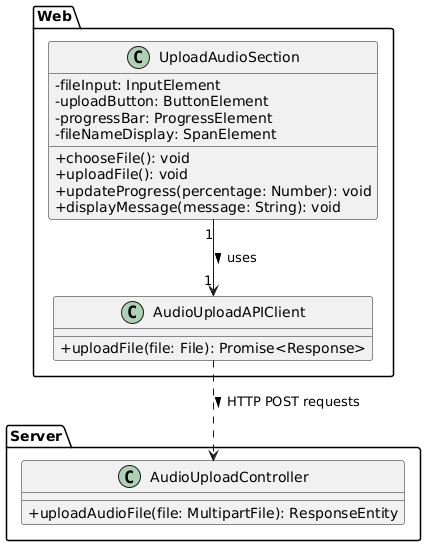 Web
C UploadAudioSection
-fileInput: InputElement
-uploadButton: ButtonElement
-progressBar: ProgressElement
-fileNameDisplay: SpanElement
+chooseFile(): void
+uploadFile(): void
+updateProgress(percentage: Number): void
+displayMessage(message: String): void
1
uses
1
C AudioUploadAPIClient
+uploadFile(file: File): Promise<Response>
HTTP POST requests
Server
C AudioUploadController
+uploadAudioFile(file: MultipartFile): ResponseEntity